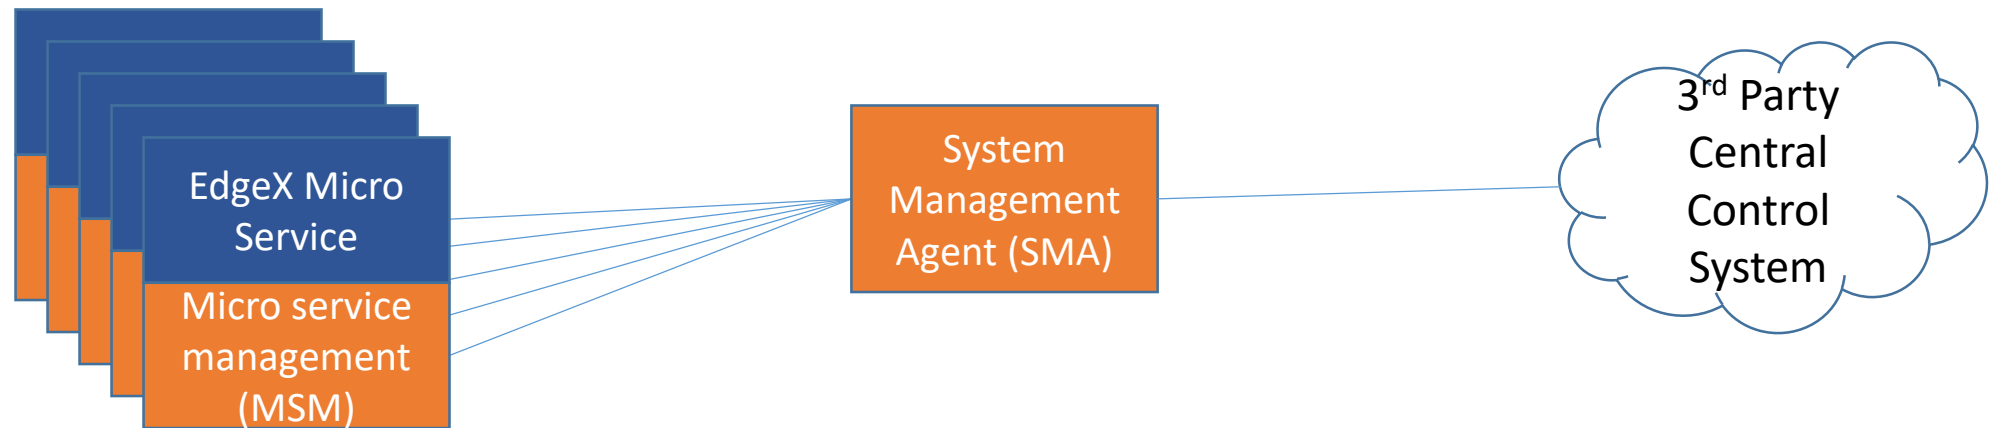 EdgeX Micro
Service
Micro service
management
(MSM)
System
Management
Agent (SMA)
3rd Party
Central
Control
System